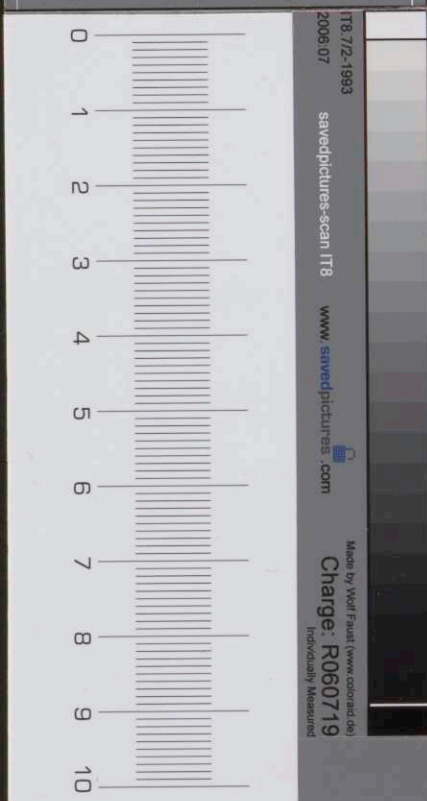 0
1
2
3
4
5
6
7
8
9
10
IT8.7/2-1993
2006:07
savedpictures-scan IT8
www.savedpictures.com
Made by Wolf Faust (www.coloraid.de)
Charge: R060719
Individually Measured